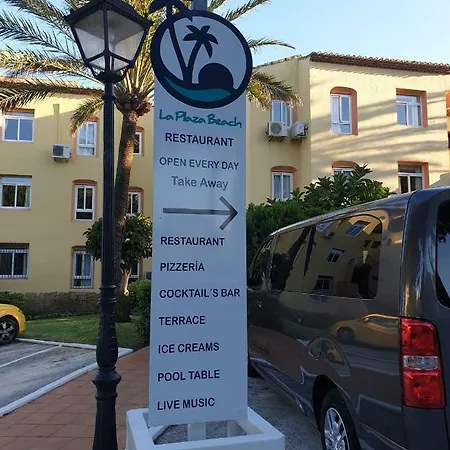 La Plaza Beach
RESTAURANT
OPEN EVERY DAY
Take Away
RESTAURANT
PIZZERÍA
COCKTAIL´S BAR
TERRACE
ICE CREAMS
POOL TABLE
LIVE MUSIC